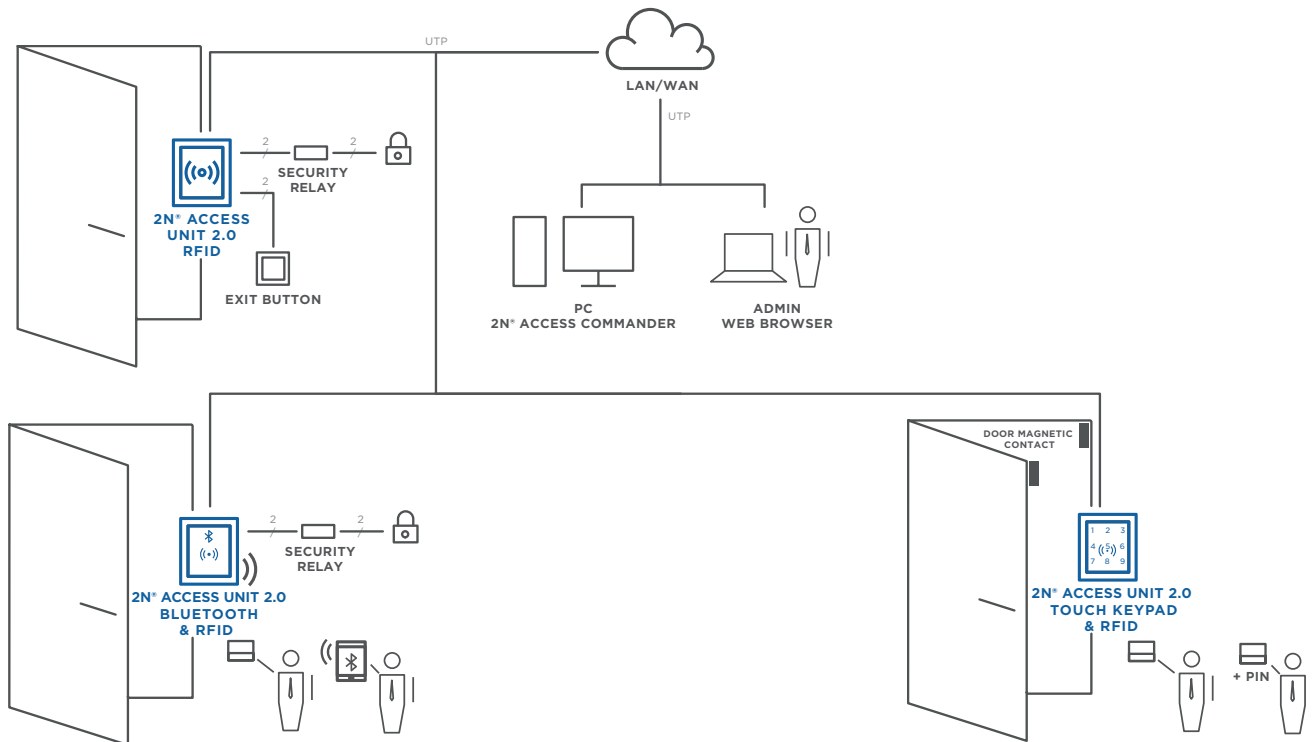 UTP
LAN/WAN
UTP
2
2
SECURITY
RELAY
2
2N® ACCESS
UNIT 2.0
RFID
EXIT BUTTON
PC
2N® ACCESS COMMANDER
ADMIN
WEB BROWSER
DOOR MAGNETIC
CONTACT
2
2
SECURITY
RELAY
2N® ACCESS UNIT 2.0
BLUETOOTH
& RFID
1 2 3
4 5 6
7 8 9
2N® ACCESS UNIT 2.0
TOUCH KEYPAD
& RFID
+ PIN